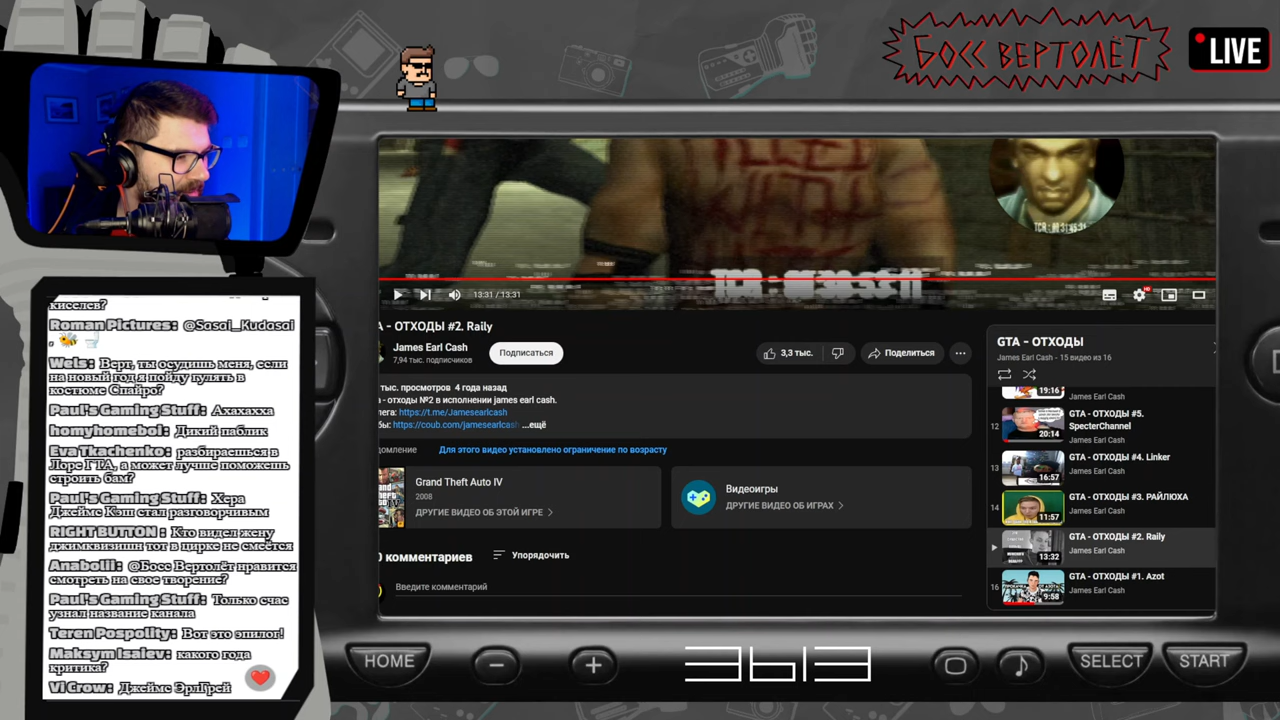 БОСС ВЕРТОЛЁТ
LIVE
киселев?
Roman Pictures: @Sasai_Kudasai
Wels: Верт, ты осудишь меня, если
на новый год я пойду гулять в
костюме Спайро?
Paul's Gaming Stuff: Ахахахха
homyhomebol: Дикий паблик
Eva Tkachenko: разбираешься в
Лоре ГТА, а может лучше поможешь
строить бам?
Paul's Gaming Stuff: Хера
Джеймс Кэш стал разговорчивым
RIGHT BUTTON: Кто видел жену
джимквизишн тот в цирке не смеётся
Anabolii: @Босс Вертолёт нравится
смотреть на свое творение?
Paul's Gaming Stuff: Только счас
узнал название канала
Teren Pospolity: Вот это эпилог!
Maksym Isaiev: какого года
критика?
Vi Crow: Джеймс ЭрлГрей
13:31 / 13:31
А - ОТХОДЫ #2. Raily
James Earl Cash
7,94 тыс. подписчиков
Подписаться
3,3 тыс.
Поделиться
тыс. просмотров 4 года назад
- отходы №2 в исполнении james earl cash.
лега: https://t.me/Jamesearlcash
бы: https://coub.com/jamesearlcash ...ещё
домление
Для этого видео установлено ограничение по возрасту
Grand Theft Auto IV
2008
ДРУГИЕ ВИДЕО ОБ ЭТОЙ ИГРЕ
Видеоигры
ДРУГИЕ ВИДЕО ОБ ИГРАХ
0 комментариев
Упорядочить
Введите комментарий
GTA - ОТХОДЫ
James Earl Cash - 15 видео из 16
19:16
James Earl Cash
12
20:14
GTA - ОТХОДЫ #5.
SpecterChannel
James Earl Cash
13
16:57
GTA - ОТХОДЫ #4. Linker
James Earl Cash
14
11:57
GTA - ОТХОДЫ #3. РАЙЛЮХА
James Earl Cash
13:32
GTA - ОТХОДЫ #2. Raily
James Earl Cash
16
9:58
GTA - ОТХОДЫ #1. Azot
James Earl Cash
HOME
SELECT
START